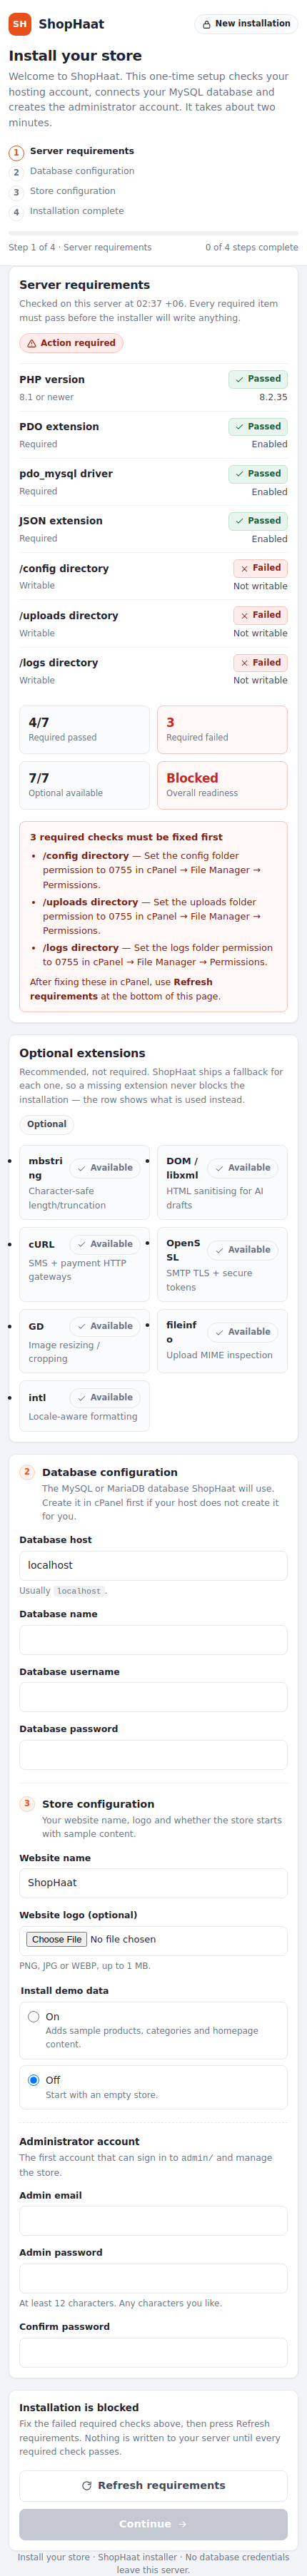 SH ShopHaat
New installation
Install your store
Welcome to ShopHaat. This one-time setup checks your
hosting account, connects your MySQL database and
creates the administrator account. It takes about two
minutes.
1 Server requirements
2 Database configuration
3 Store configuration
4 Installation complete
Step 1 of 4 · Server requirements
0 of 4 steps complete
Server requirements
Checked on this server at 02:37 +06. Every required item
must pass before the installer will write anything.
Action required
PHP version
Passed
8.1 or newer
8.2.35
PDO extension
Passed
Required
Enabled
pdo_mysql driver
Passed
Required
Enabled
JSON extension
Passed
Required
Enabled
/config directory
Failed
Writable
Not writable
/uploads directory
Failed
Writable
Not writable
/logs directory
Failed
Writable
Not writable
4/7
Required passed
3
Required failed
7/7
Optional available
Blocked
Overall readiness
3 required checks must be fixed first
• /config directory — Set the config folder
permission to 0755 in cPanel → File Manager →
Permissions.
• /uploads directory — Set the uploads folder
permission to 0755 in cPanel → File Manager →
Permissions.
• /logs directory — Set the logs folder permission
to 0755 in cPanel → File Manager → Permissions.
After fixing these in cPanel, use Refresh
requirements at the bottom of this page.
Optional extensions
Recommended, not required. ShopHaat ships a fallback for
each one, so a missing extension never blocks the
installation — the row shows what is used instead.
Optional
• mbstri
ng
Available
Character-safe
length/truncation
• DOM /
libxml
Available
HTML sanitising for AI
drafts
• cURL
Available
SMS + payment HTTP
gateways
• OpenS
SL
Available
SMTP TLS + secure
tokens
• GD
Available
Image resizing /
cropping
• fileinf
o
Available
Upload MIME inspection
• intl
Available
Locale-aware formatting
2 Database configuration
The MySQL or MariaDB database ShopHaat will use.
Create it in cPanel first if your host does not create it
for you.
Database host
localhost
Usually localhost.
Database name
Database username
Database password
3 Store configuration
Your website name, logo and whether the store starts
with sample content.
Website name
ShopHaat
Website logo (optional)
Choose File No file chosen
PNG, JPG or WEBP, up to 1 MB.
Install demo data
On
Adds sample products, categories and homepage
content.
Off
Start with an empty store.
Administrator account
The first account that can sign in to admin/ and manage
the store.
Admin email
Admin password
At least 12 characters. Any characters you like.
Confirm password
Installation is blocked
Fix the failed required checks above, then press Refresh
requirements. Nothing is written to your server until every
required check passes.
Refresh requirements
Continue →
Install your store · ShopHaat installer · No database credentials
leave this server.